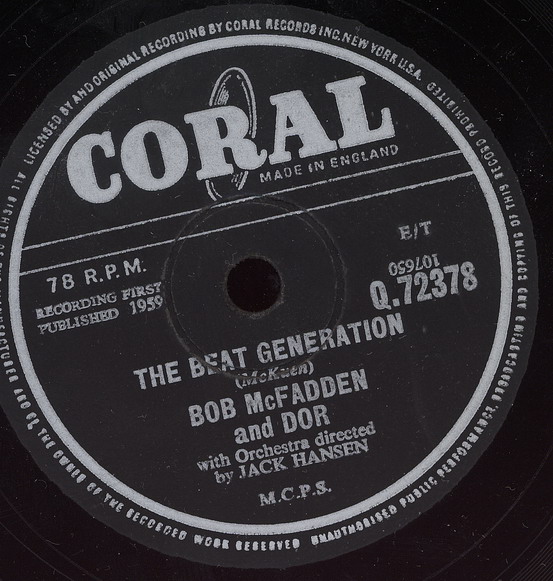 LICENSED BY AND ORIGINAL RECORDING BY CORAL RECORDS INC. NEW YORK U.S.A.
CORAL
MADE IN ENGLAND
E/T
78 R.P.M.
107650
RECORDING FIRST
Q.72378
PUBLISHED 1959
THE BEAT GENERATION
(McKuen)
BOB McFADDEN
and DOR
with Orchestra directed
by JACK HANSEN
M.C.P.S.
UNAUTHORISED PUBLIC PERFORMANCE, BROADCASTING AND COPYING OF THIS RECORD PROHIBITED
ALL RIGHTS OF THE MANUFACTURER AND OF THE OWNER OF THE RECORDED WORK RESERVED